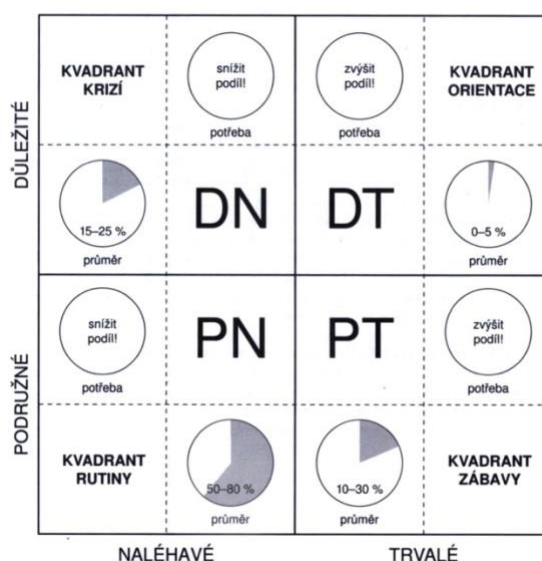 KVADRANT
KRIZÍ
snížit
podíl!
potřeba
zvýšit
podíl!
potřeba
KVADRANT
ORIENTACE
DŮLEŽITÉ
15–25 %
průměr
DN
DT
0–5 %
průměr
snížit
podíl!
potřeba
PN
PT
zvýšit
podíl!
potřeba
PODRUŽNÉ
KVADRANT
RUTINY
50–80 %
průměr
10–30 %
průměr
KVADRANT
ZÁBAVY
NALÉHAVÉ
TRVALÉ